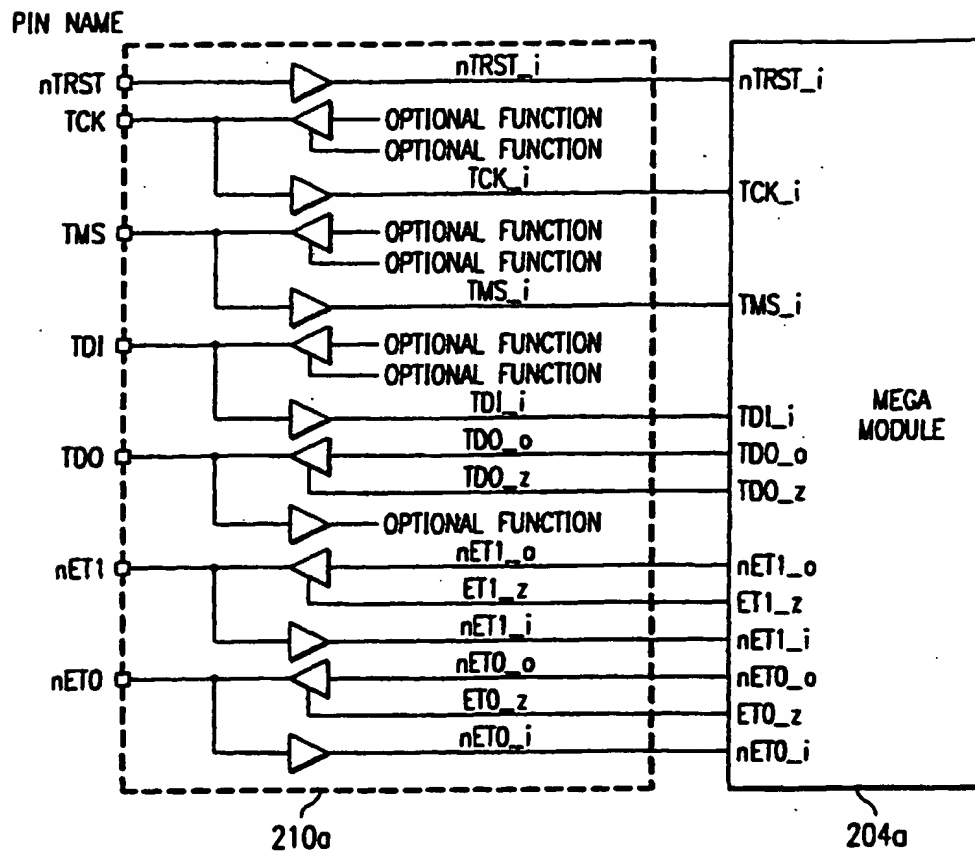 PIN NAME
nTRST nTRST_i nTRST_i
TCK OPTIONAL FUNCTION
OPTIONAL FUNCTION
TCK_i TCK_i
TMS OPTIONAL FUNCTION
OPTIONAL FUNCTION
TMS_i TMS_i
TDI OPTIONAL FUNCTION
OPTIONAL FUNCTION
TDI_i TDI_i
MEGA
MODULE
TDO TDO_o TDO_o
TDO_z TDO_z
OPTIONAL FUNCTION
nET1 nET1_o nET1_o
ET1_z ET1_z
nET1_i nET1_i
nET0 nET0_o nET0_o
ET0_z ET0_z
nET0_i nET0_i
210a 204a